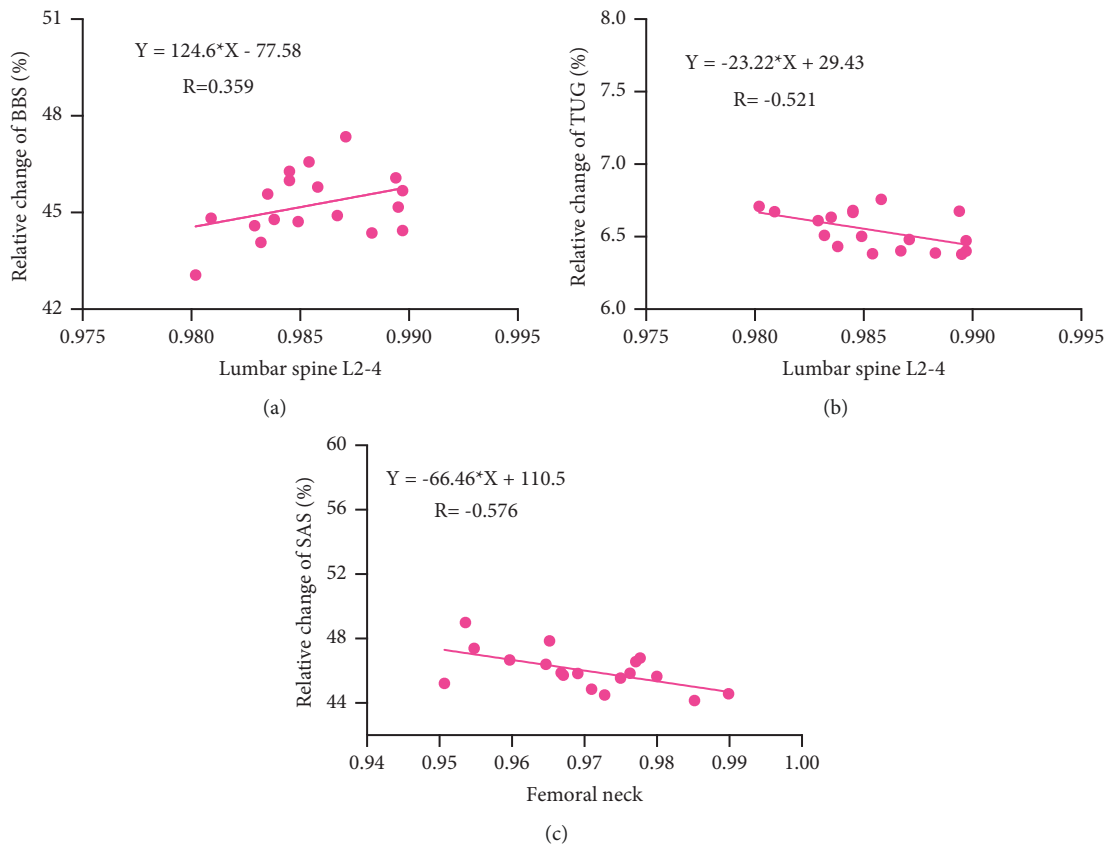 Relative change of BBS (%)
51
48
45
42
Y = 124.6*X - 77.58
R=0.359
0.975 0.980 0.985 0.990 0.995
Lumbar spine L2-4
(a)
Relative change of TUG (%)
8.0
7.5
7.0
6.5
6.0
Y = -23.22*X + 29.43
R= -0.521
0.975 0.980 0.985 0.990 0.995
Lumbar spine L2-4
(b)
Relative change of SAS (%)
60
56
52
48
44
Y = -66.46*X + 110.5
R= -0.576
0.94 0.95 0.96 0.97 0.98 0.99 1.00
Femoral neck
(c)